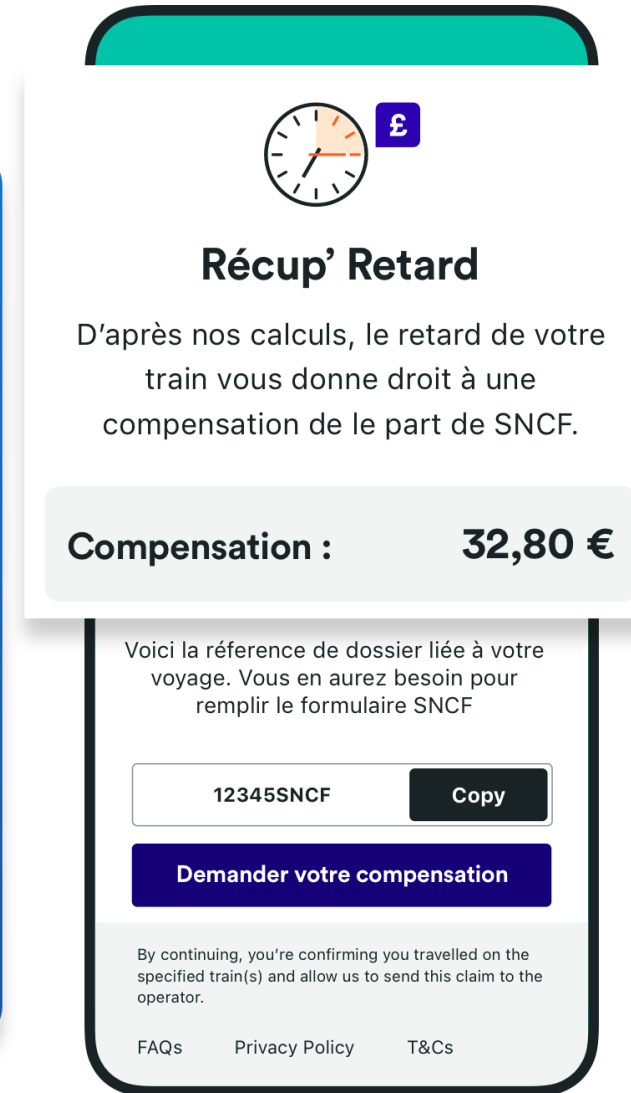 £
Récup’ Retard
D’après nos calculs, le retard de votre
train vous donne droit à une
compensation de le part de SNCF.
Compensation : 32,80 €
Voici la réference de dossier liée à votre
voyage. Vous en aurez besoin pour
remplir le formulaire SNCF
12345SNCF Copy
Demander votre compensation
By continuing, you’re confirming you travelled on the
specified train(s) and allow us to send this claim to the
operator.
FAQs Privacy Policy T&Cs